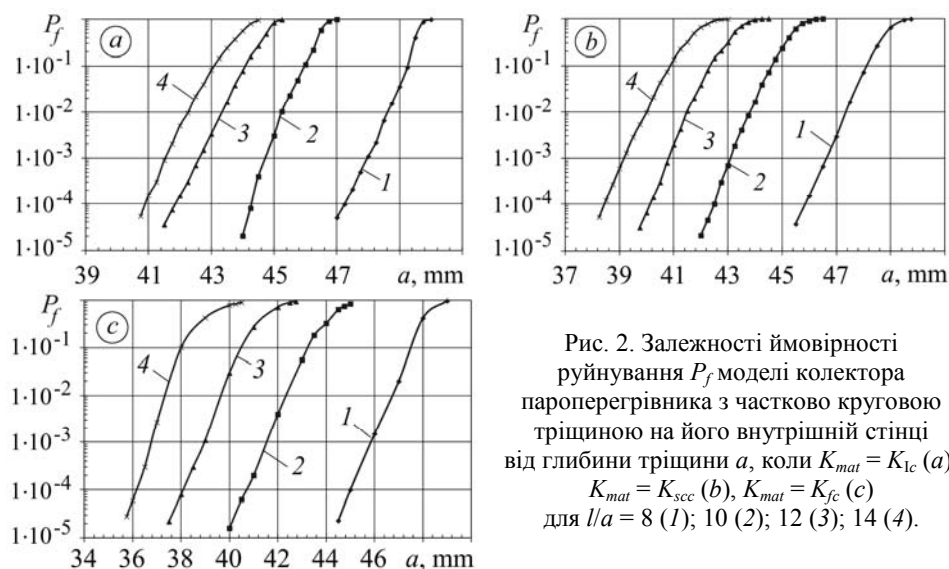 P_f
a
1·10⁻¹
1·10⁻²
1·10⁻³
1·10⁻⁴
1·10⁻⁵
4
3
2
1
39 41 43 45 47 a, mm
P_f
b
1·10⁻¹
1·10⁻²
1·10⁻³
1·10⁻⁴
1·10⁻⁵
4
3
2
1
37 39 41 43 45 47 a, mm
P_f
c
1·10⁻¹
1·10⁻²
1·10⁻³
1·10⁻⁴
1·10⁻⁵
4
3
2
1
34 36 38 40 42 44 46 a, mm
Рис. 2. Залежності ймовірності
руйнування P_f моделі колектора
пароперегрівника з частково круговою
тріщиною на його внутрішній стінці
від глибини тріщини a, коли K_mat = K_Ic (a)
K_mat = K_scc (b), K_mat = K_fc (c)
для l/a = 8 (1); 10 (2); 12 (3); 14 (4).